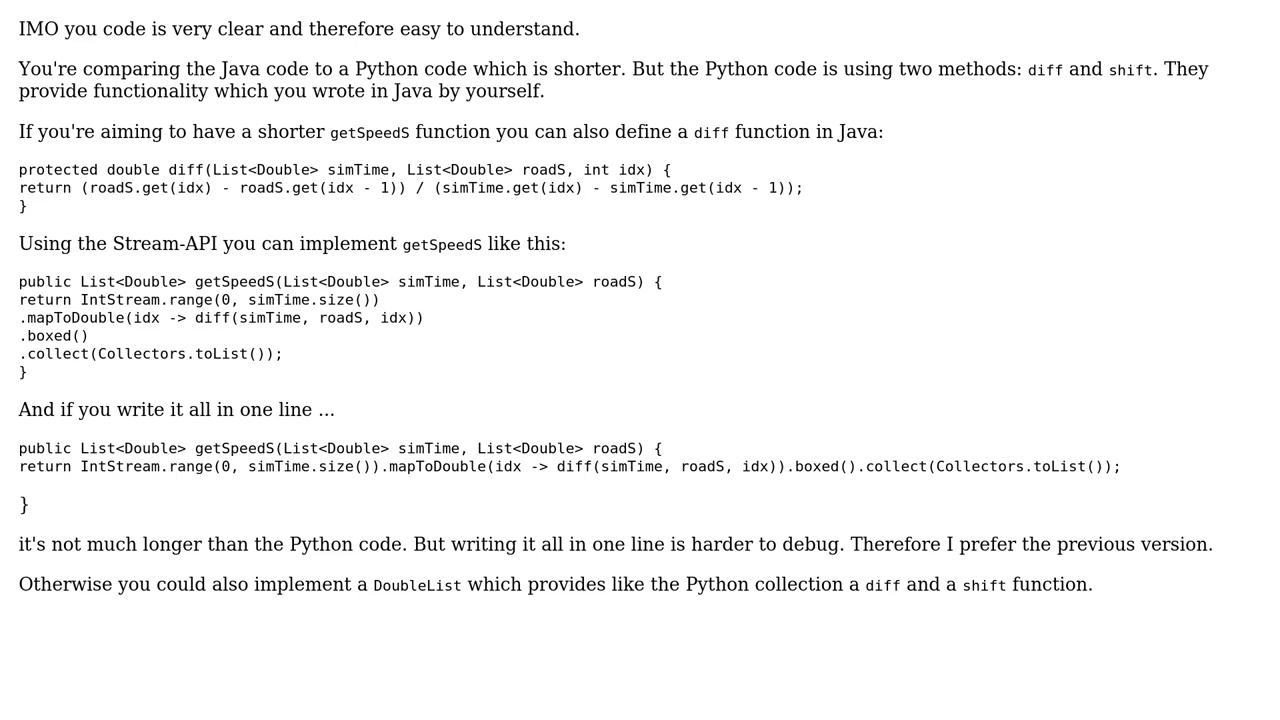 IMO you code is very clear and therefore easy to understand.
You're comparing the Java code to a Python code which is shorter. But the Python code is using two methods: diff and shift. They
provide functionality which you wrote in Java by yourself.
If you're aiming to have a shorter getSpeedS function you can also define a diff function in Java:
protected double diff(List<Double> simTime, List<Double> roadS, int idx) {
return (roadS.get(idx) - roadS.get(idx - 1)) / (simTime.get(idx) - simTime.get(idx - 1));
}
Using the Stream-API you can implement getSpeedS like this:
public List<Double> getSpeedS(List<Double> simTime, List<Double> roadS) {
return IntStream.range(0, simTime.size())
.mapToDouble(idx -> diff(simTime, roadS, idx))
.boxed()
.collect(Collectors.toList());
}
And if you write it all in one line ...
public List<Double> getSpeedS(List<Double> simTime, List<Double> roadS) {
return IntStream.range(0, simTime.size()).mapToDouble(idx -> diff(simTime, roadS, idx)).boxed().collect(Collectors.toList());
}
it's not much longer than the Python code. But writing it all in one line is harder to debug. Therefore I prefer the previous version.
Otherwise you could also implement a DoubleList which provides like the Python collection a diff and a shift function.